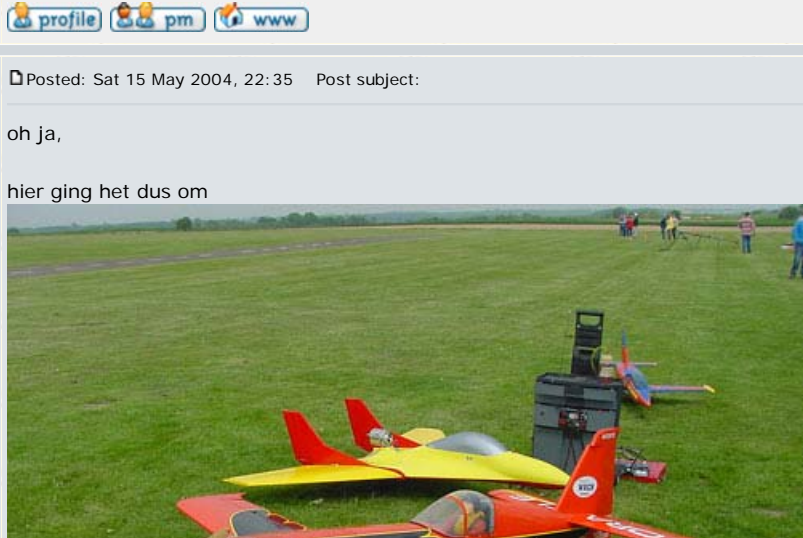 profile pm www
Posted: Sat 15 May 2004, 22:35 Post subject:
oh ja,
hier ging het dus om